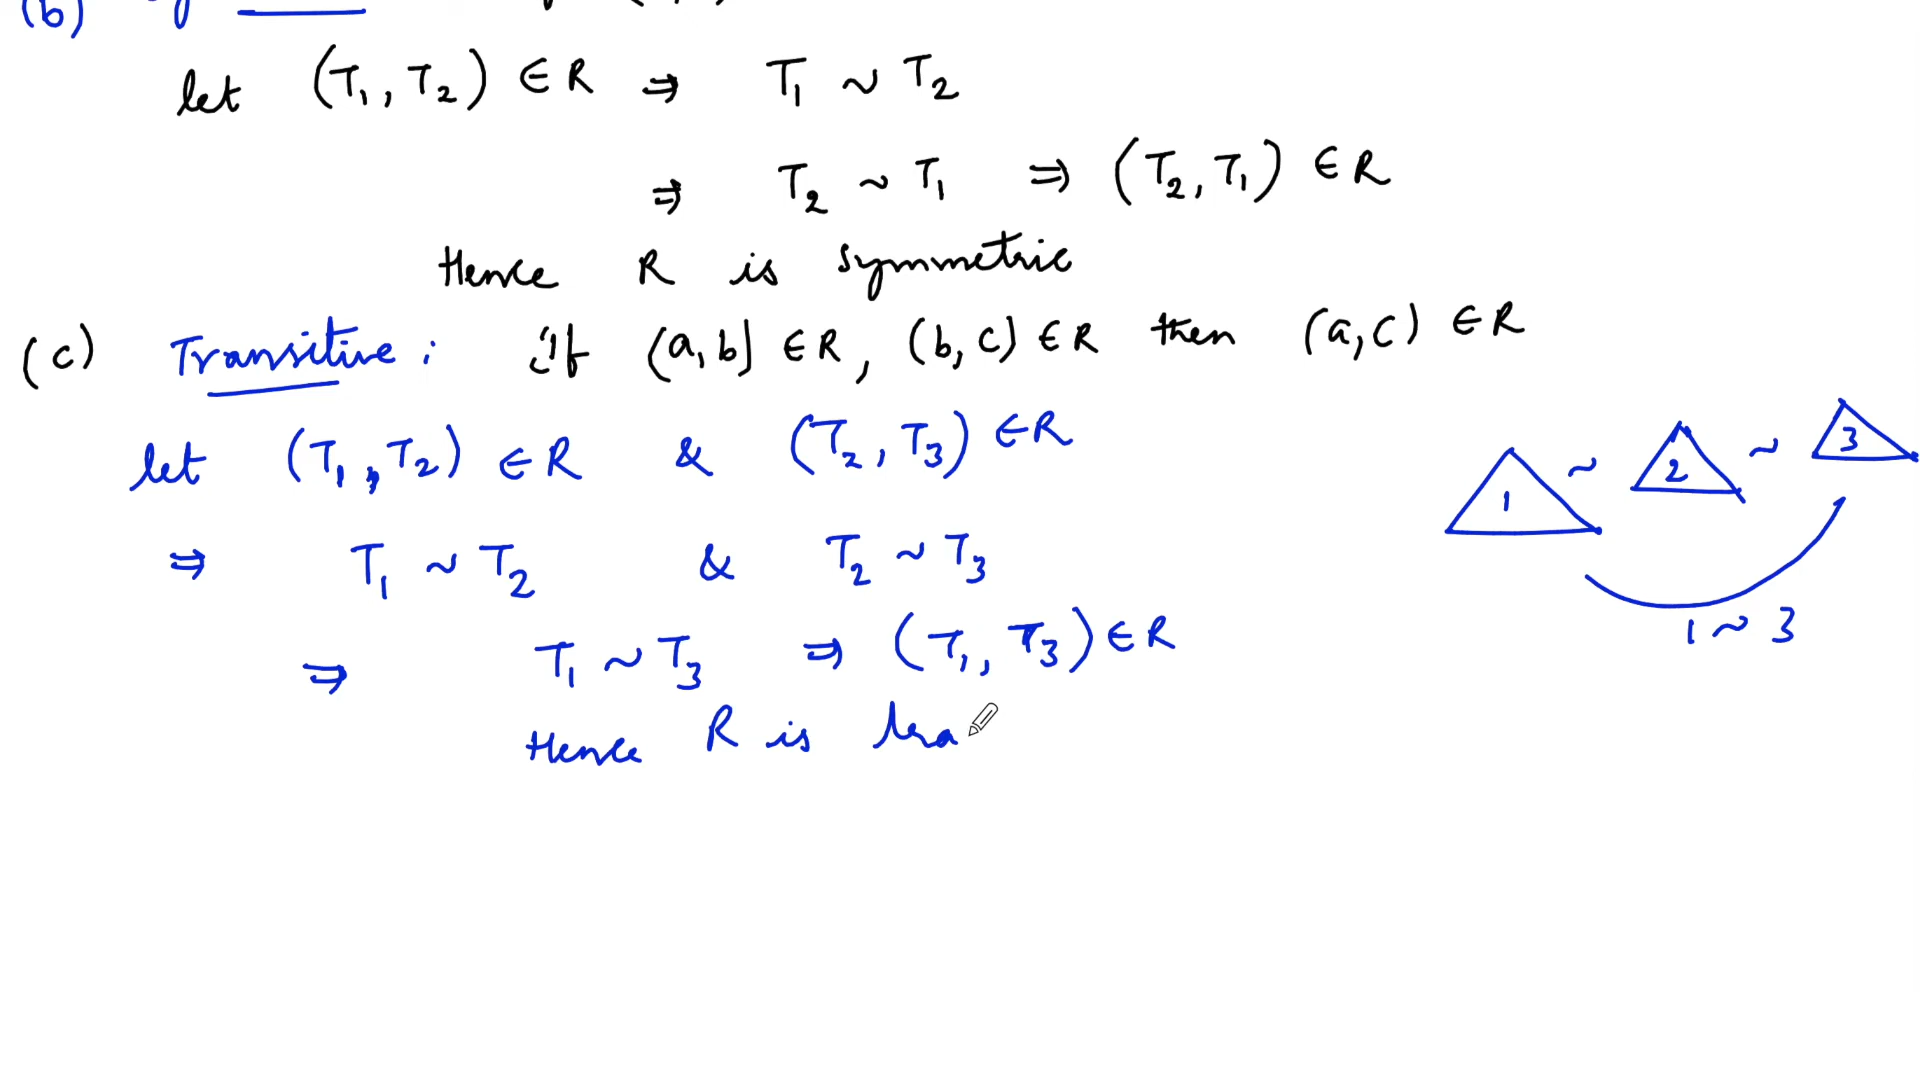 (b)
let (T₁, T₂) ∈ R ⇒ T₁ ~ T₂
⇒ T₂ ~ T₁ ⇒ (T₂, T₁) ∈ R
Hence R is symmetric
(c) Transitive : If (a, b) ∈ R, (b, c) ∈ R then (a, c) ∈ R
let (T₁, T₂) ∈ R & (T₂, T₃) ∈ R
1 ~ 2 ~ 3
⇒ T₁ ~ T₂ & T₂ ~ T₃
⇒ T₁ ~ T₃ ⇒ (T₁, T₃) ∈ R
1 ~ 3
Hence R is tra